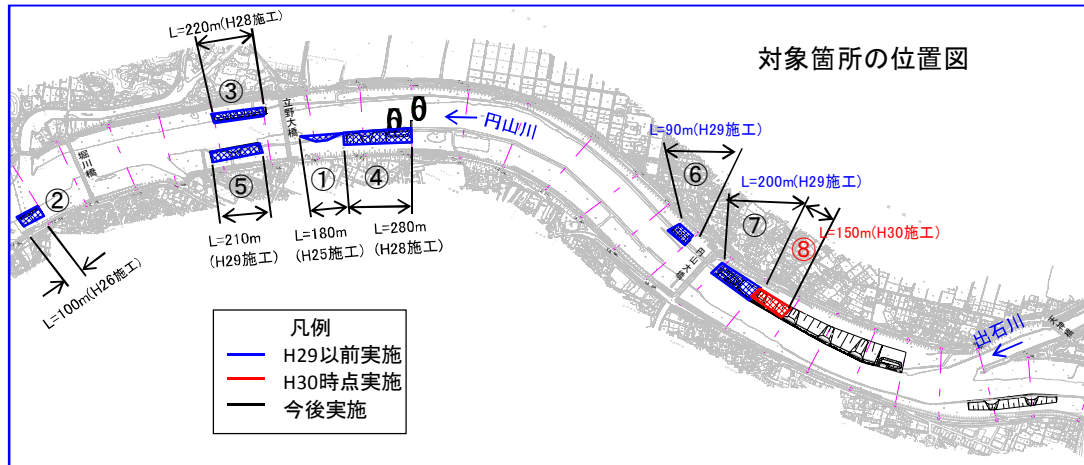 対象箇所の位置図
L=220m(H28施工)
③
立野大橋
円山川
堀川橋
②
L=100m(H26施工)
⑤
L=210m
(H29施工)
①
L=180m
(H25施工)
④
L=280m
(H28施工)
L=90m(H29施工)
⑥
L=200m(H29施工)
⑦
⑧
L=150m(H30施工)
円山大橋
出石川
凡例
H29以前実施
H30時点実施
今後実施